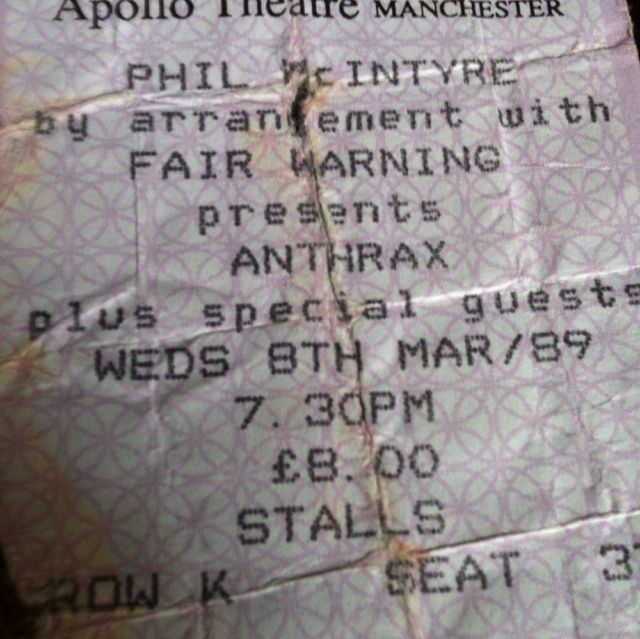 Apollo Theatre MANCHESTER
PHIL McINTYRE
by arrangement with
FAIR WARNING
presents
ANTHRAX
plus special guests
WEDS 8TH MAR/89
7.30PM
£8.00
STALLS
ROW K SEAT 37